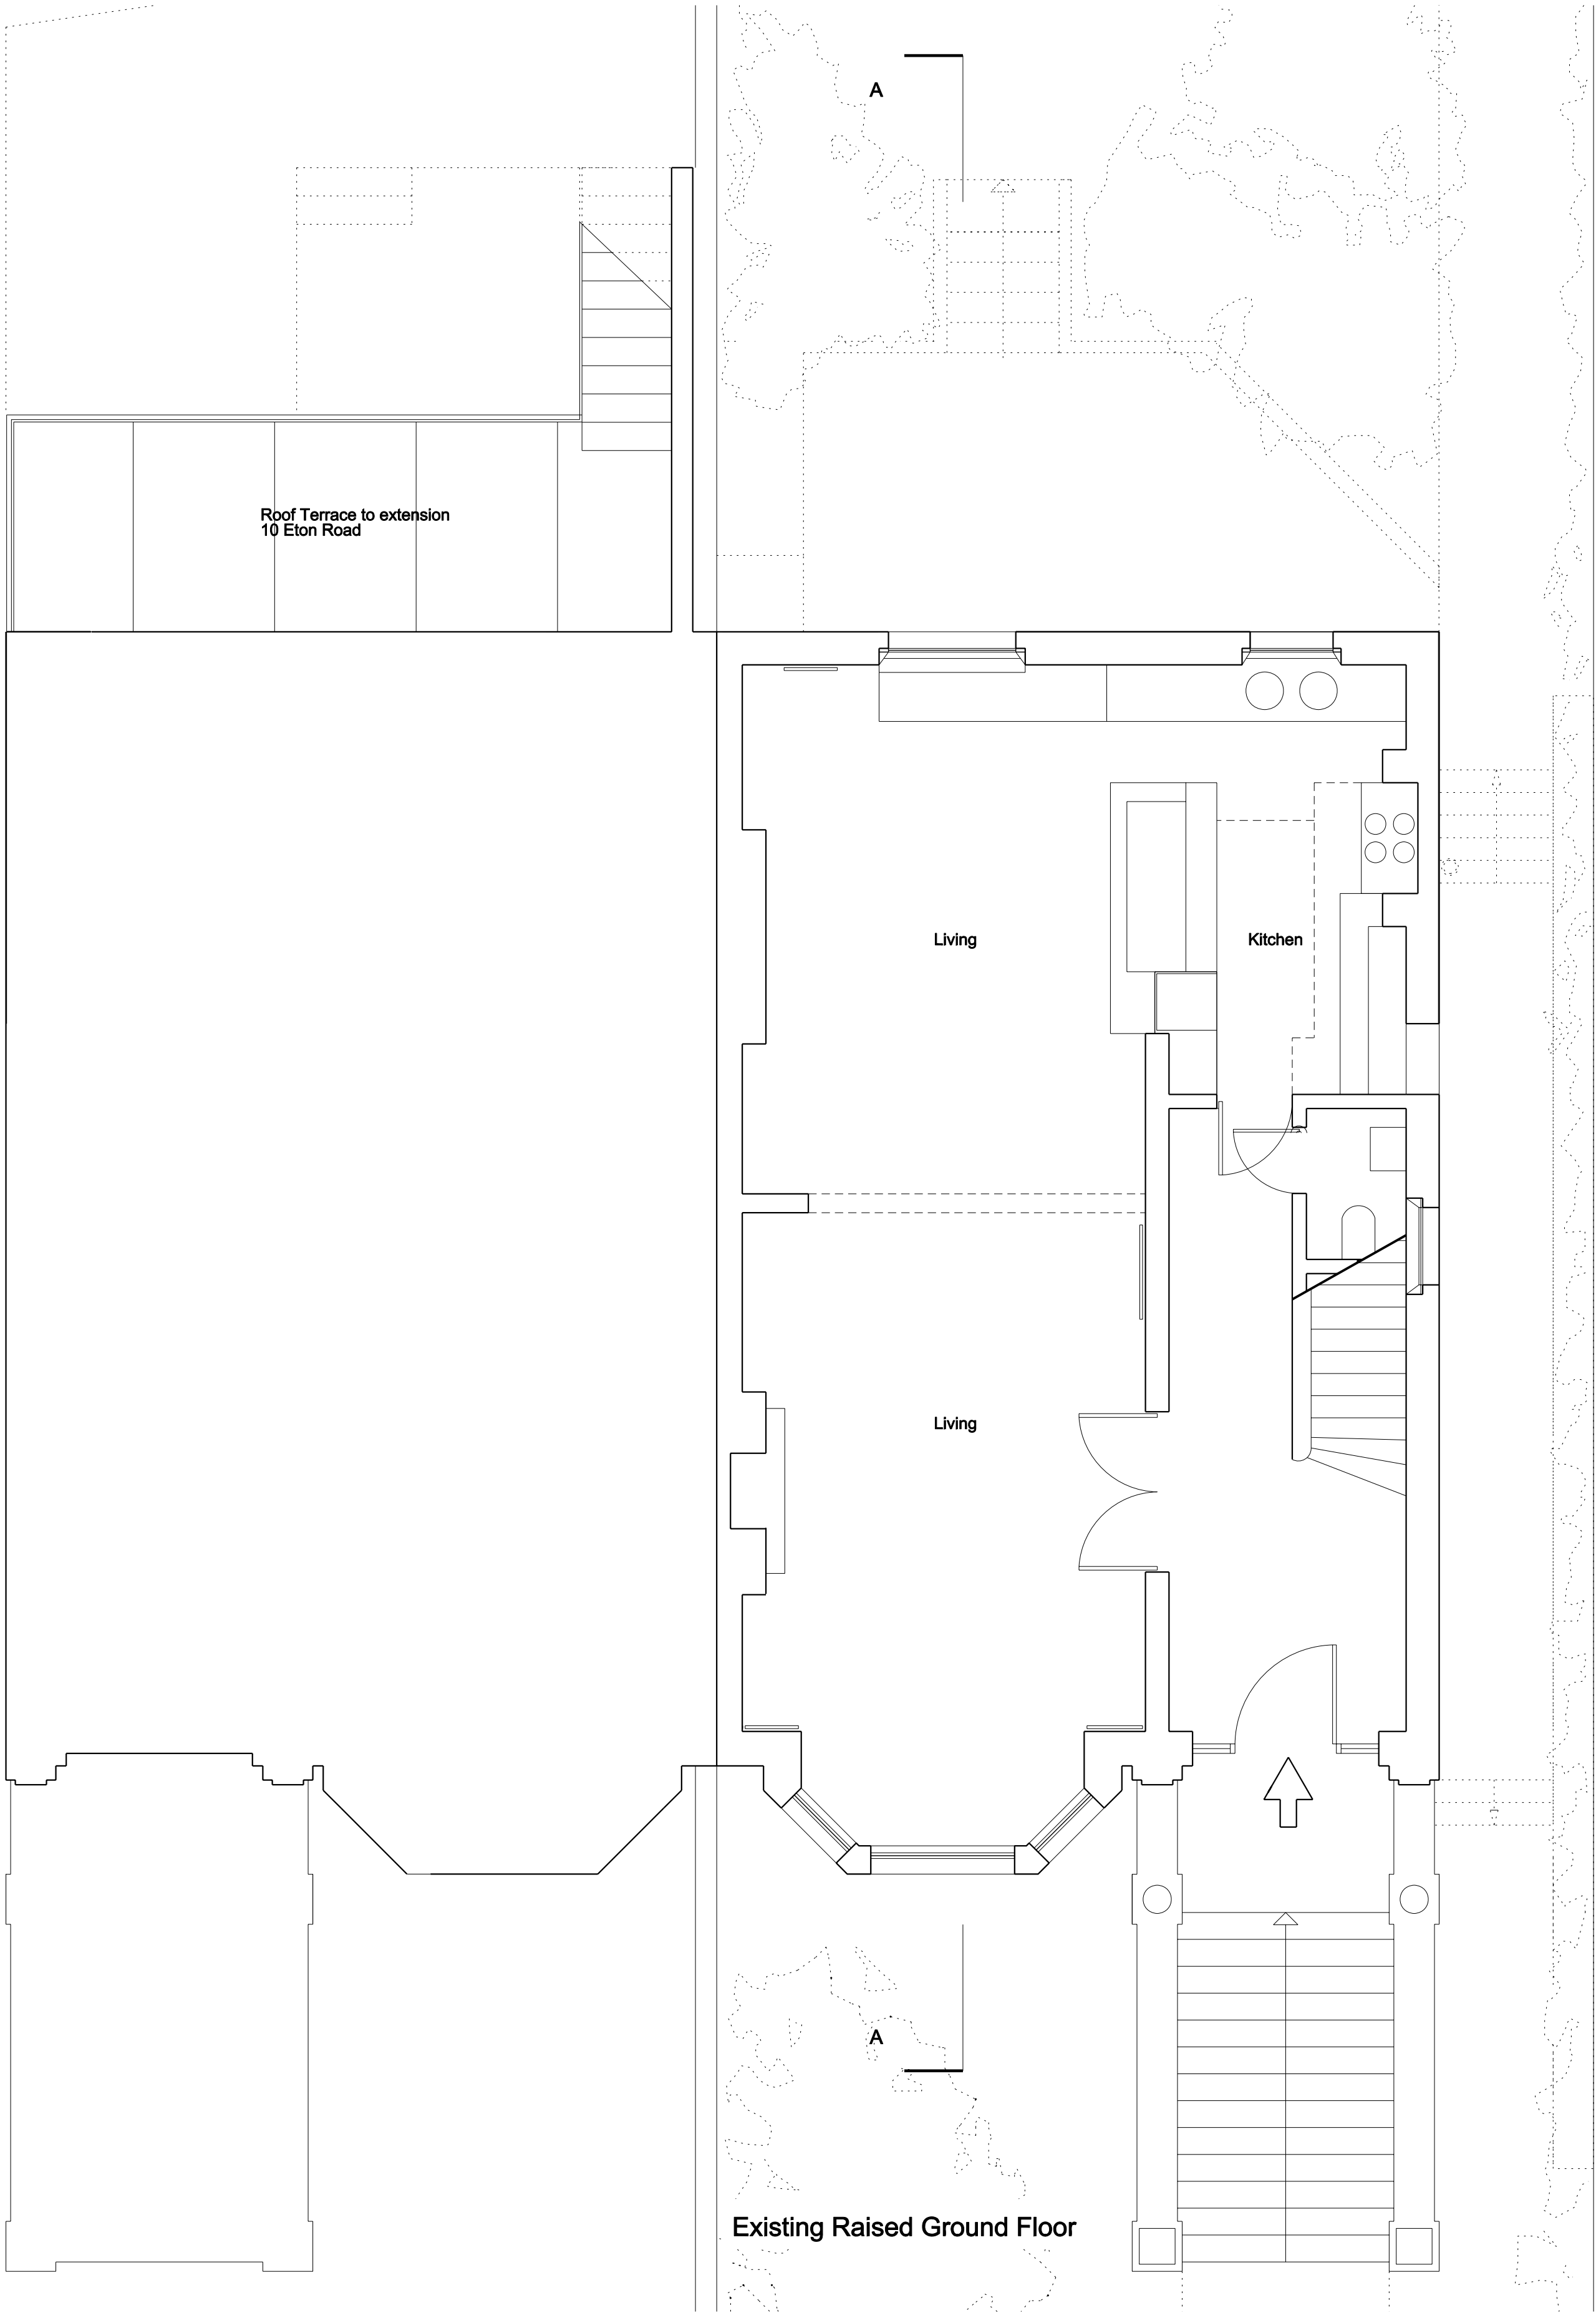 A
Roof Terrace to extension
10 Eton Road
Living
Kitchen
Living
A
Existing Raised Ground Floor